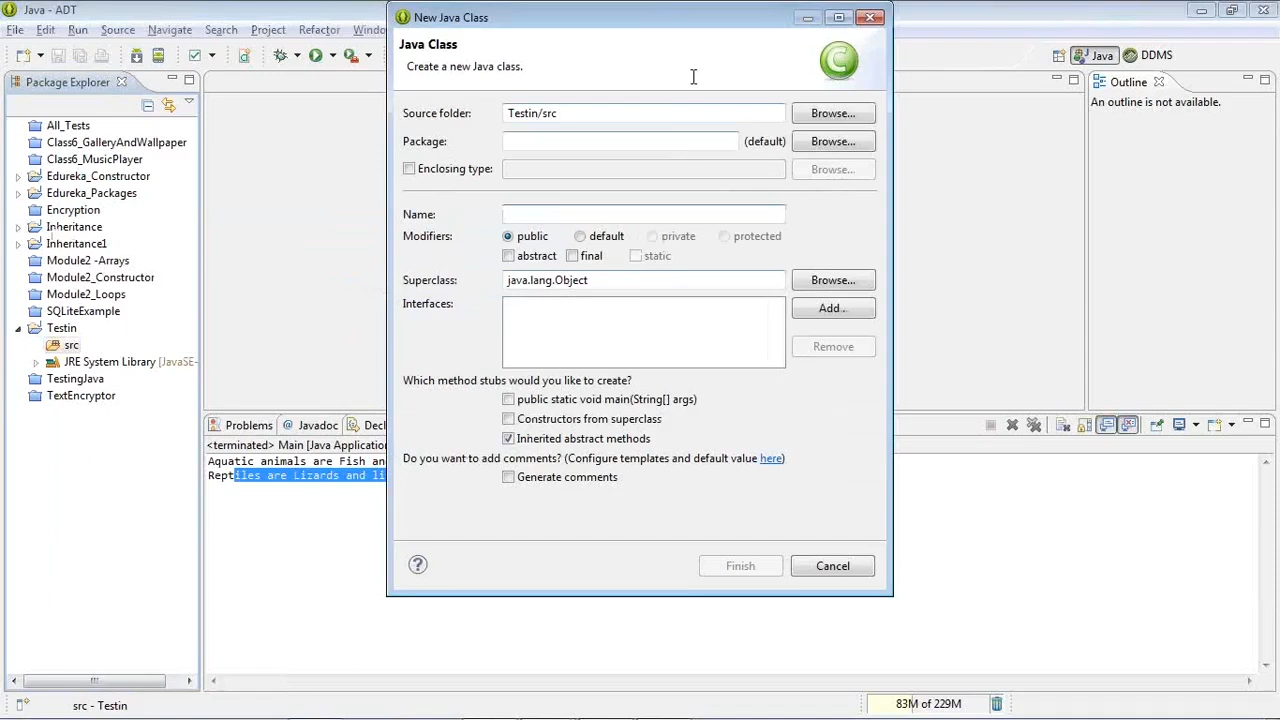 Java - ADT
File Edit Run Source Navigate Search Project Refactor Windo
Java DDMS
Package Explorer
All_Tests
Class6_GalleryAndWallpaper
Class6_MusicPlayer
Edureka_Constructor
Edureka_Packages
Encryption
Inheritance
Inheritance1
Module2 -Arrays
Module2_Constructor
Module2_Loops
SQLiteExample
Testin
src
JRE System Library [JavaSE-
TestingJava
TextEncryptor
New Java Class
Java Class
Create a new Java class.
Source folder: Testin/src Browse...
Package: (default) Browse...
Enclosing type: Browse...
Name:
Modifiers: public default private protected
abstract final static
Superclass: java.lang.Object Browse...
Interfaces: Add...
Remove
Which method stubs would you like to create?
public static void main(String[] args)
Constructors from superclass
Inherited abstract methods
Do you want to add comments? (Configure templates and default value here)
Generate comments
? Finish Cancel
Outline
An outline is not available.
Problems @ Javadoc Decl
<terminated> Main [Java Applicatior
Aquatic animals are Fish an
Reptiles are Lizards and li
src - Testin
83M of 229M